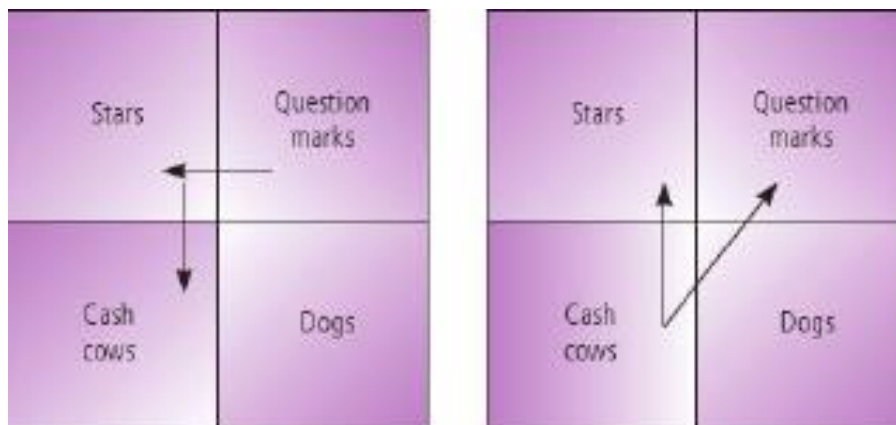 Stars
Question
marks
Cash
cows
Dogs
Stars
Question
marks
Cash
cows
Dogs